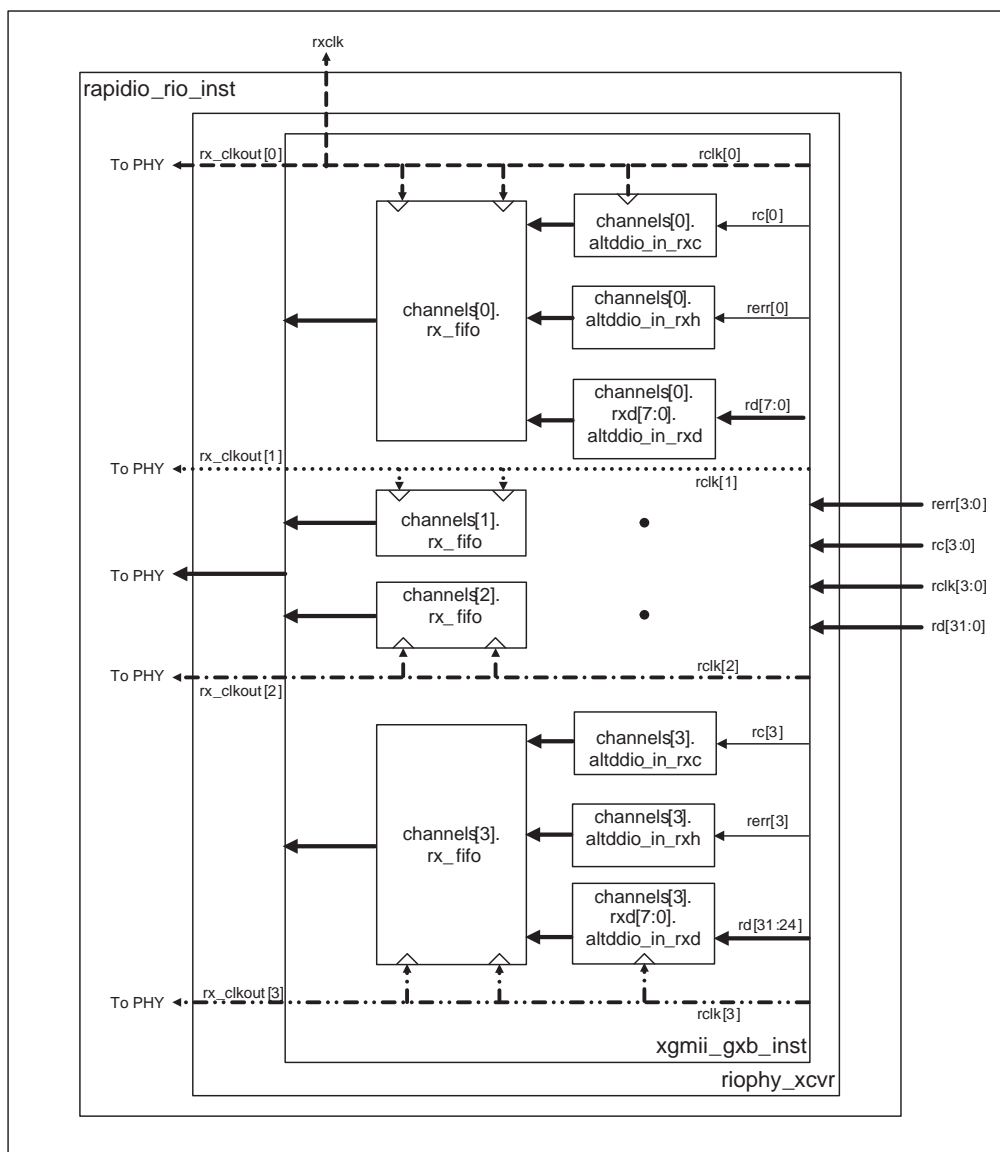 rxclk
rapidio_rio_inst
To PHY
rx_clkout[0]
rclk[0]
channels[0].
altddio_in_rxc
rc[0]
channels[0].
rx_fifo
channels[0].
altddio_in_rxh
rerr[0]
channels[0].
rxd[7:0].
altddio_in_rxd
rd[7:0]
To PHY
rx_clkout[1]
rclk[1]
channels[1].
rx_fifo
rerr[3:0]
rc[3:0]
To PHY
rclk[3:0]
channels[2].
rx_fifo
rd[31:0]
To PHY
rx_clkout[2]
rclk[2]
channels[3].
altddio_in_rxc
rc[3]
channels[3].
rx_fifo
channels[3].
altddio_in_rxh
rerr[3]
channels[3].
rxd[7:0].
altddio_in_rxd
rd[31:24]
To PHY
rx_clkout[3]
rclk[3]
xgmii_gxb_inst
riophy_xcvr